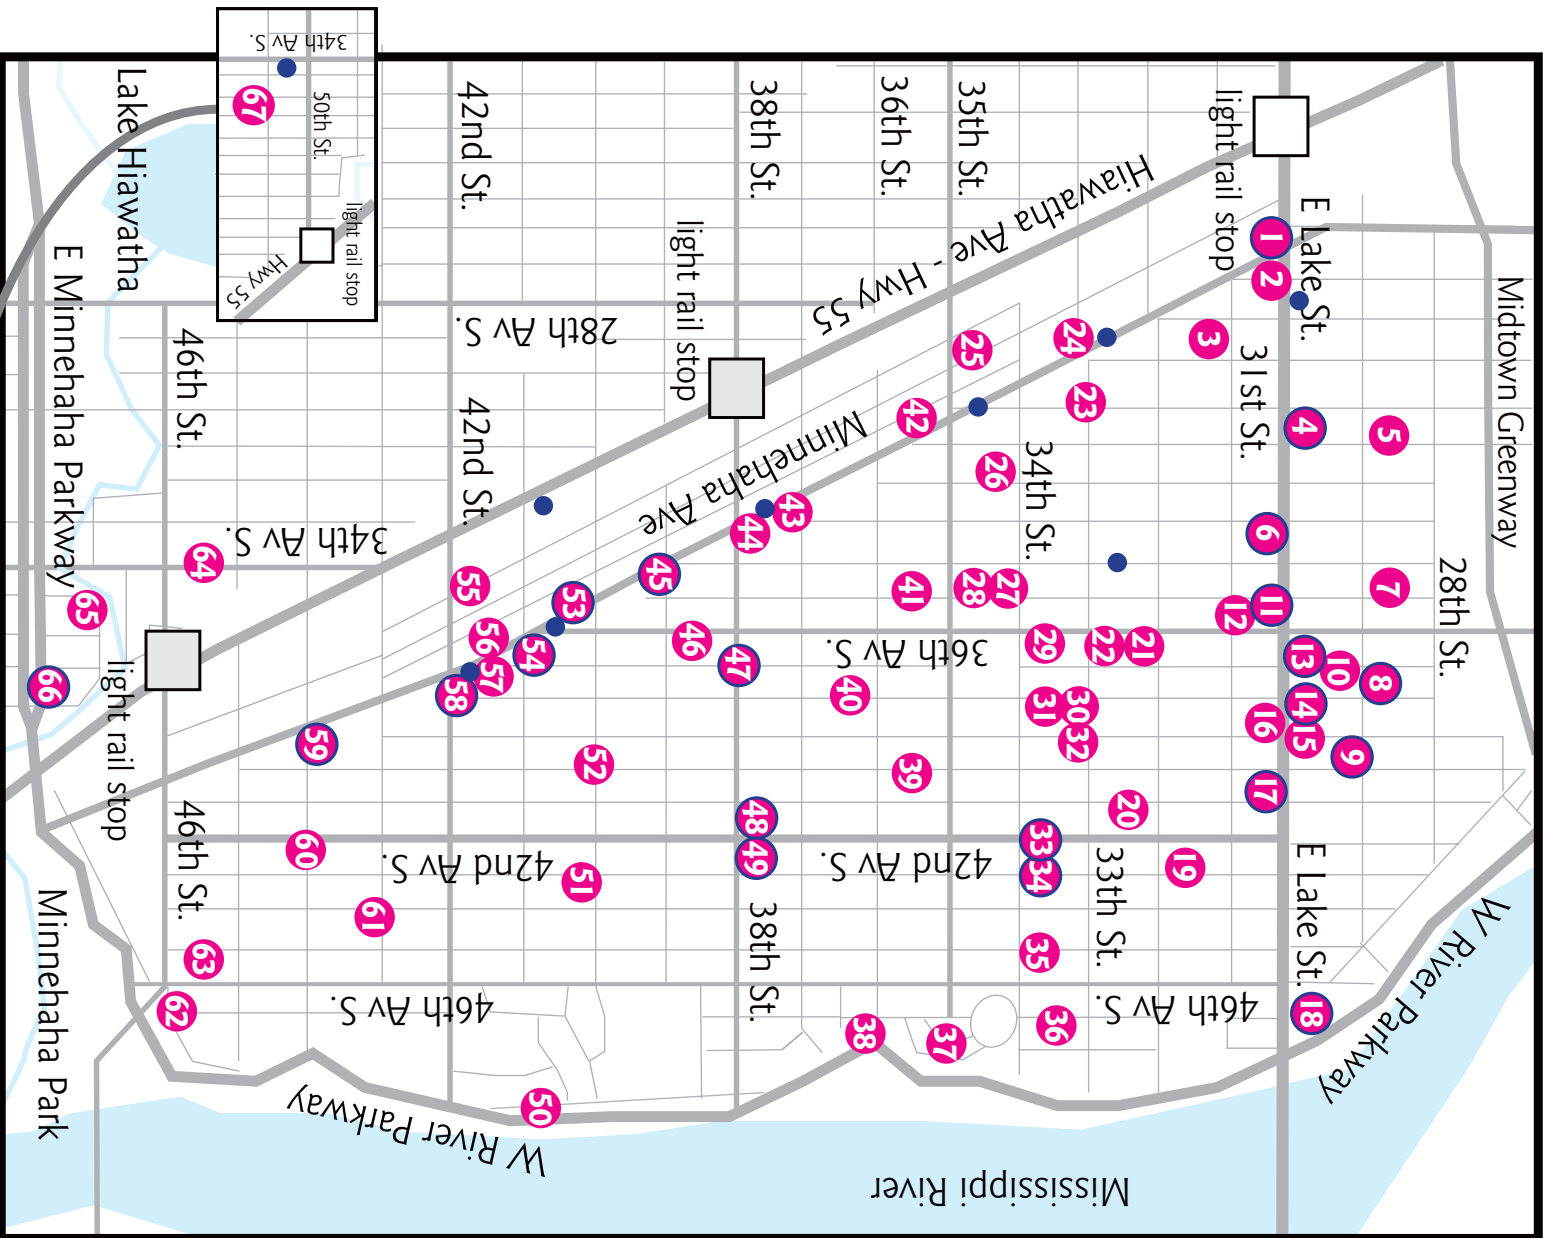 34th Av S.
67
50th St.
light rail stop
Hwy 55
Lake Hiawatha
E Minnehaha Parkway
46th St.
42nd St.
28th Av S.
42nd St.
34th Av S.
light rail stop
38th St.
36th St.
35th St.
Hiawatha Ave - Hwy 55
light rail stop
E Lake St.
31st St.
Midtown Greenway
28th St.
34th St.
Minnehaha Ave
36th Av S.
light rail stop
46th St.
42nd Av S.
42nd Av S.
33th St.
E Lake St.
38th St.
46th Av S.
46th Av S.
W River Parkway
W River Parkway
Minnehaha Park
Mississippi River
1
2
3
4
5
6
7
8
9
10
11
12
13
14
15
16
17
18
19
20
21
22
23
24
25
26
27
28
29
30
31
32
33
34
35
36
37
38
39
40
41
42
43
44
45
46
47
48
49
50
51
52
53
54
55
56
57
58
59
60
61
62
63
64
65
66